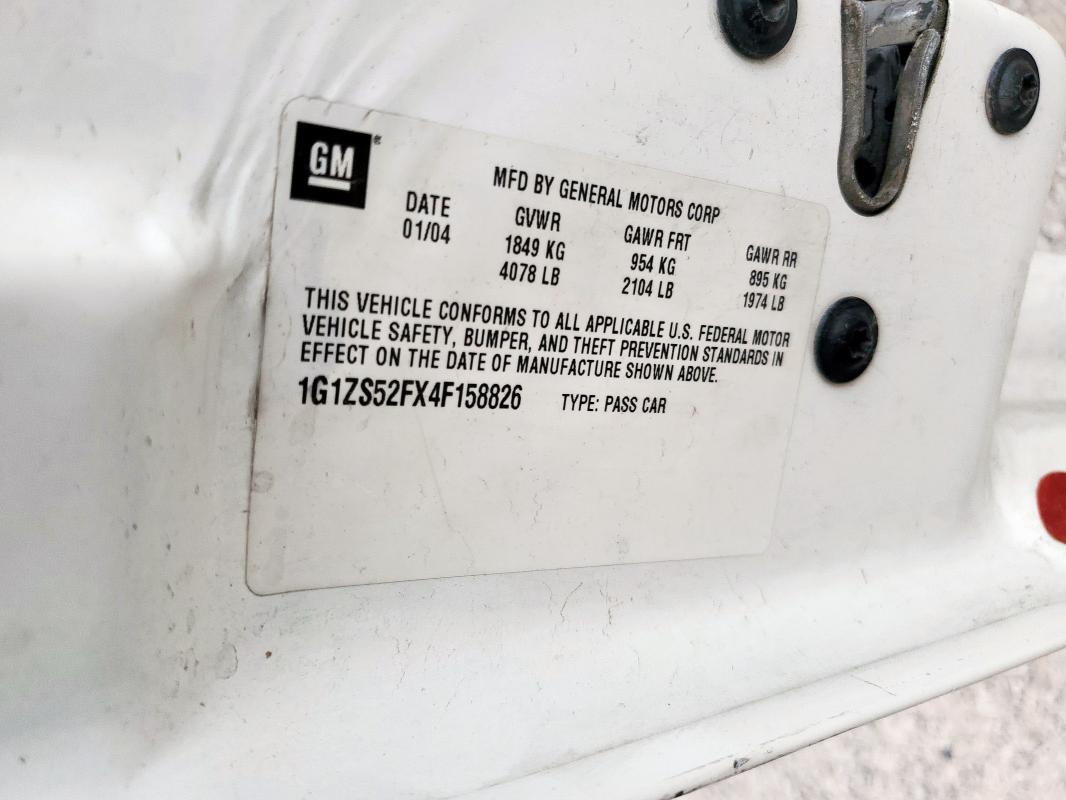 GM®
MFD BY GENERAL MOTORS CORP
DATE GVWR GAWR FRT GAWR RR
01/04 1849 KG 954 KG 895 KG
4078 LB 2104 LB 1974 LB
THIS VEHICLE CONFORMS TO ALL APPLICABLE U.S. FEDERAL MOTOR
VEHICLE SAFETY, BUMPER, AND THEFT PREVENTION STANDARDS IN
EFFECT ON THE DATE OF MANUFACTURE SHOWN ABOVE.
1G1ZS52FX4F158826 TYPE: PASS CAR